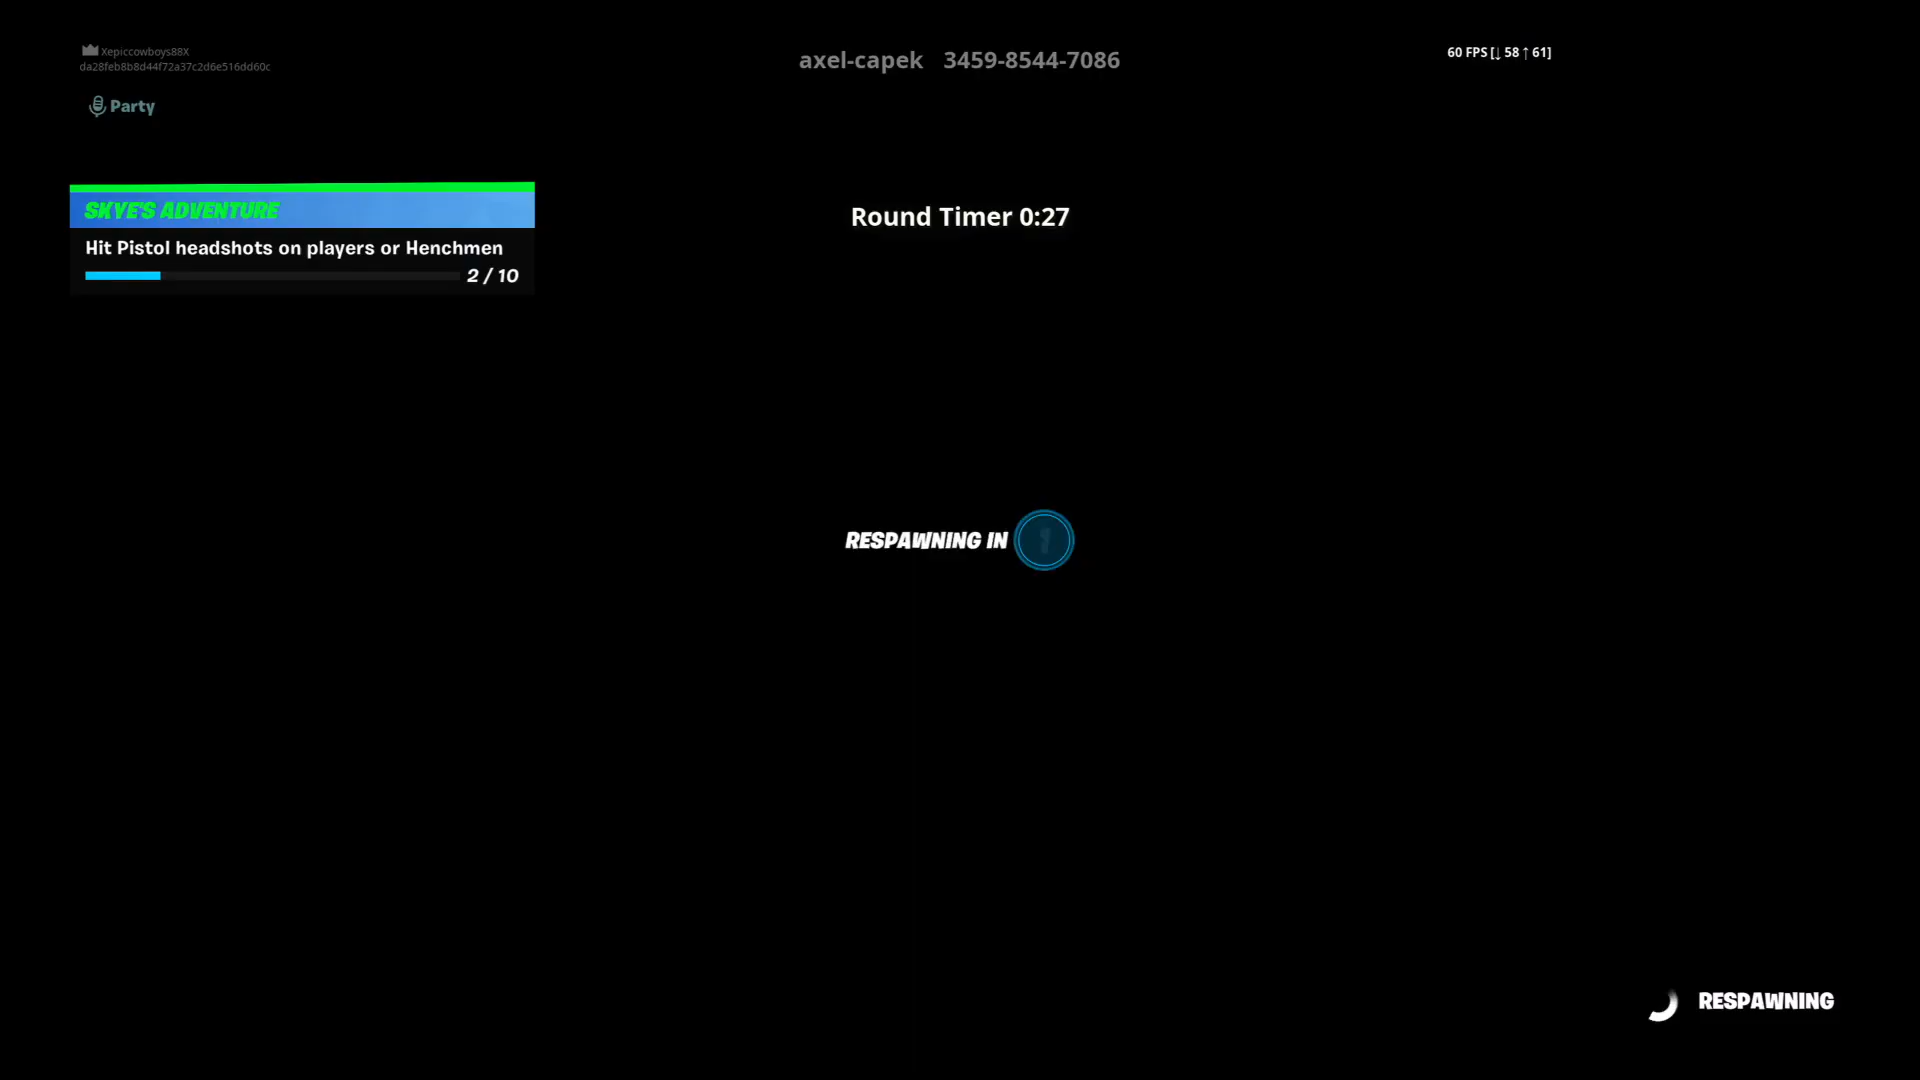 Xepiccowboys88X
da28feb8b8d44f72a37c2d6e516dd60c
Party
axel-capek 3459-8544-7086
60 FPS [↓ 58 ↑ 61]
SKYE'S ADVENTURE
Hit Pistol headshots on players or Henchmen
2 / 10
Round Timer 0:27
RESPAWNING IN 1
RESPAWNING